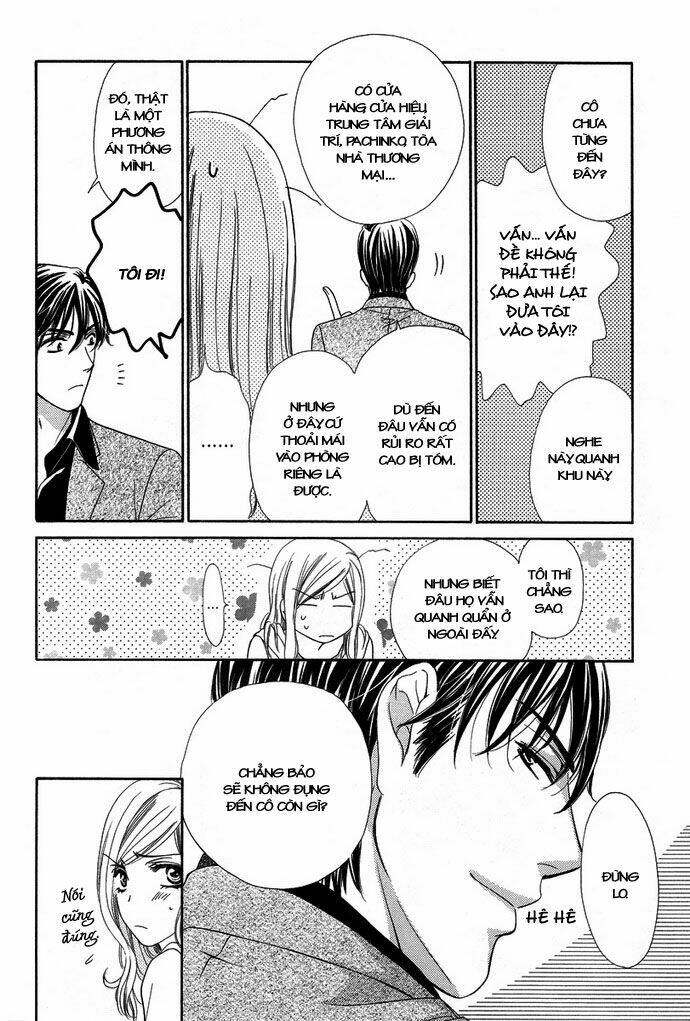 CÔ
CHƯA
TỪNG
ĐẾN
ĐÂY?
VẤN... VẤN
ĐỀ KHÔNG
PHẢI THẾ!
SAO ANH LẠI
ĐƯA TÔI
VÀO ĐÂY!?
NGHE
NÀY, QUANH
KHU NÀY,
CÓ CỬA
HÀNG CỬA HIỆU,
TRUNG TÂM GIẢI
TRÍ, PACHINKO, TÒA
NHÀ THƯƠNG
MẠI...
DÙ ĐẾN
ĐÂU VẪN CÓ
RỦI RO RẤT
CAO BỊ TÓM.
NHƯNG
Ở ĐÂY CỨ
THOẢI MÁI
VÀO PHÒNG
RIÊNG LÀ
ĐƯỢC.
......
ĐÓ, THẬT
LÀ MỘT
PHƯƠNG
ÁN THÔNG
MINH.
TÔI ĐI!
TÔI THÌ
CHẲNG
SAO.
NHƯNG BIẾT
ĐÂU HỌ VẪN
QUANH QUẨN Ở
NGOÀI ĐẤY.
...
ĐỪNG
LO.
HÊ HÊ
CHẲNG BẢO
SẼ KHÔNG ĐỤNG
ĐẾN CÔ CÒN GÌ?
Nói
cũng
đúng.